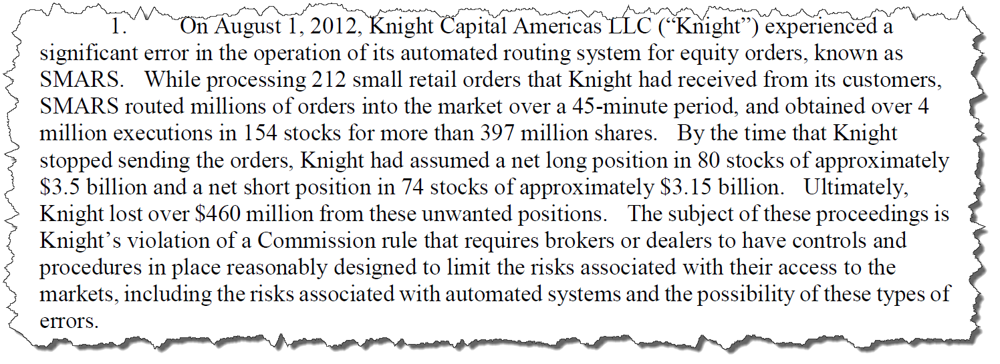 1. On August 1, 2012, Knight Capital Americas LLC (“Knight”) experienced a
significant error in the operation of its automated routing system for equity orders, known as
SMARS. While processing 212 small retail orders that Knight had received from its customers,
SMARS routed millions of orders into the market over a 45-minute period, and obtained over 4
million executions in 154 stocks for more than 397 million shares. By the time that Knight
stopped sending the orders, Knight had assumed a net long position in 80 stocks of approximately
$3.5 billion and a net short position in 74 stocks of approximately $3.15 billion. Ultimately,
Knight lost over $460 million from these unwanted positions. The subject of these proceedings is
Knight’s violation of a Commission rule that requires brokers or dealers to have controls and
procedures in place reasonably designed to limit the risks associated with their access to the
markets, including the risks associated with automated systems and the possibility of these types of
errors.